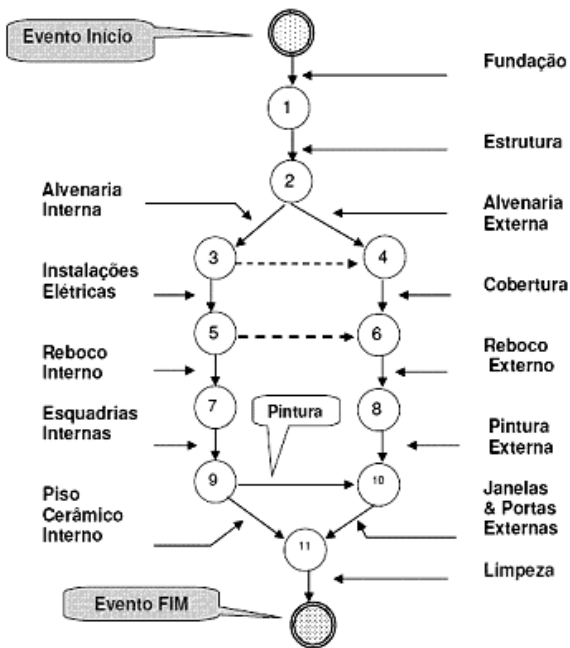 Evento Início
Fundação
1
Estrutura
2
Alvenaria
Interna
Alvenaria
Externa
3
4
Instalações
Elétricas
Cobertura
5
6
Reboco
Interno
Reboco
Externo
7
8
Esquadrias
Internas
Pintura
Pintura
Externa
9
10
Piso
Cerâmico
Interno
Janelas
& Portas
Externas
11
Limpeza
Evento FIM